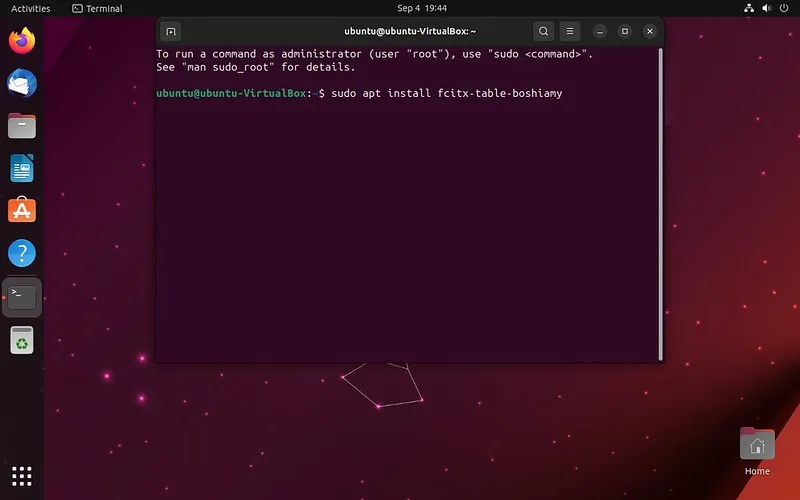 Activities Terminal Sep 4 19:44
ubuntu@ubuntu-VirtualBox: ~
To run a command as administrator (user "root"), use "sudo <command>".
See "man sudo_root" for details.
ubuntu@ubuntu-VirtualBox:~$ sudo apt install fcitx-table-boshiamy
Home